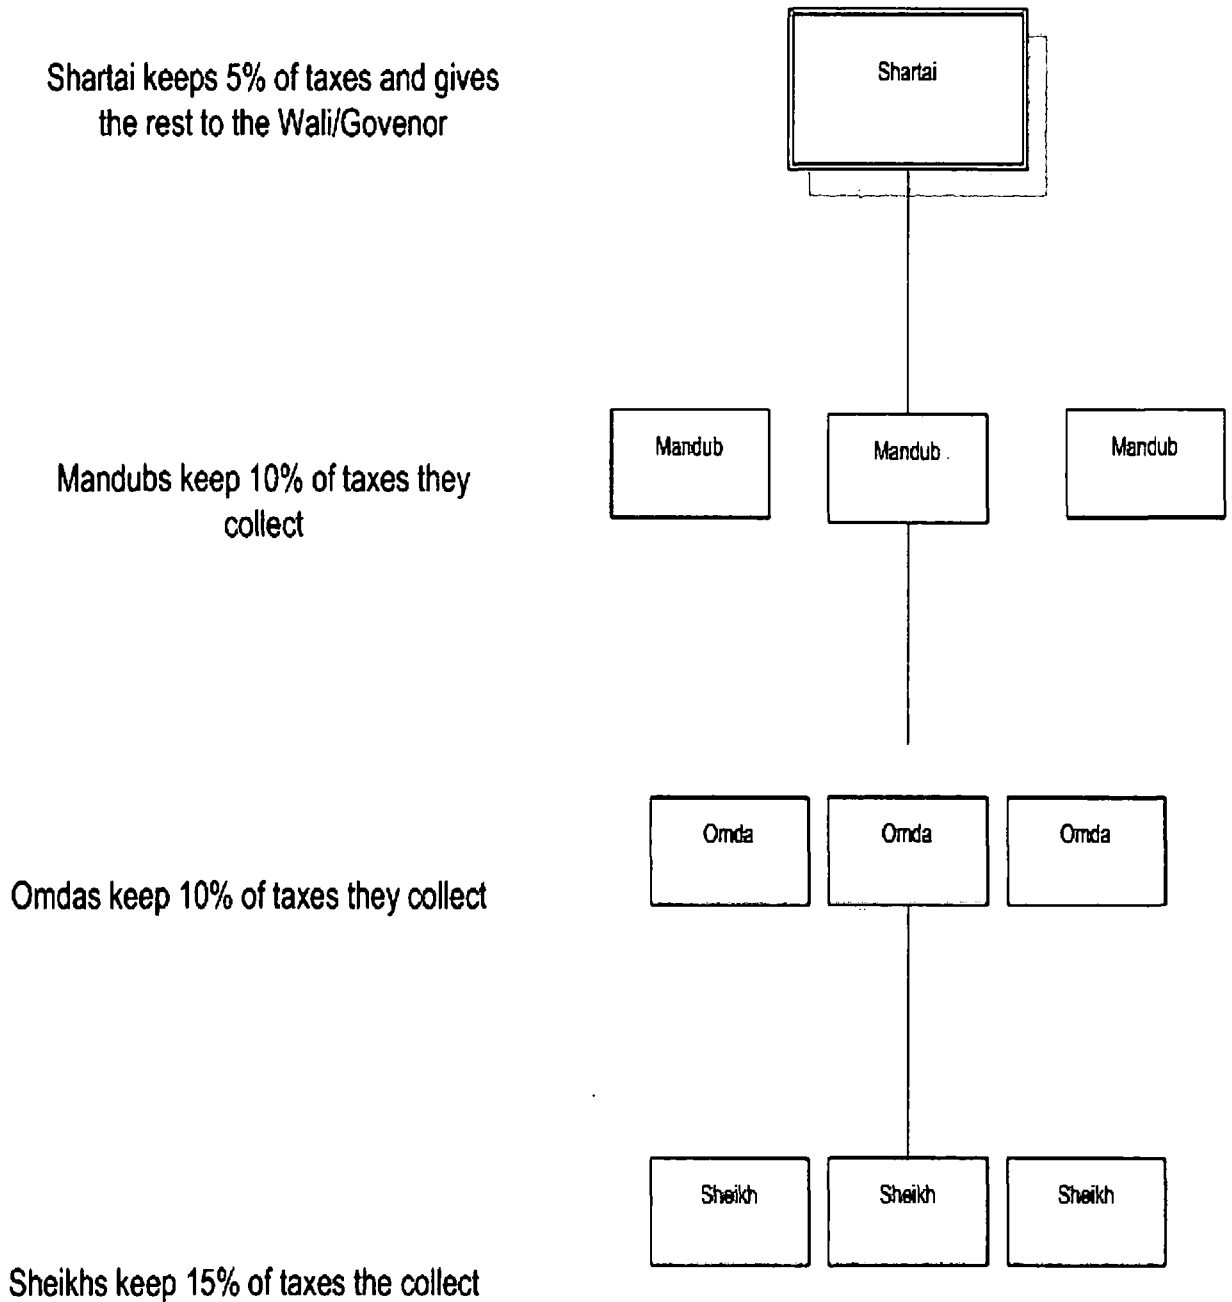 Shartai keeps 5% of taxes and gives
the rest to the Wali/Govenor
Shartai
Mandubs keep 10% of taxes they
collect
Mandub
Mandub
Mandub
Omdas keep 10% of taxes they collect
Omda
Omda
Omda
Sheikhs keep 15% of taxes the collect
Sheikh
Sheikh
Sheikh